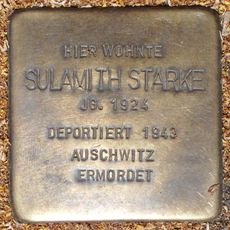 HIER WOHNTE
SULAMITH STARKE
JG. 1924
DEPORTIERT 1943
AUSCHWITZ
ERMORDET